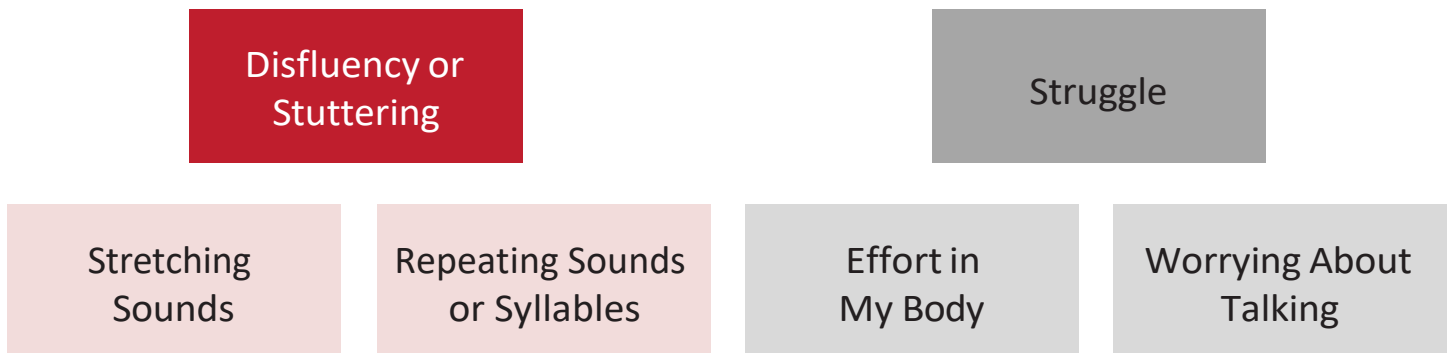 Disfluency or
Stuttering
Struggle
Stretching
Sounds
Repeating Sounds
or Syllables
Effort in
My Body
Worrying About
Talking